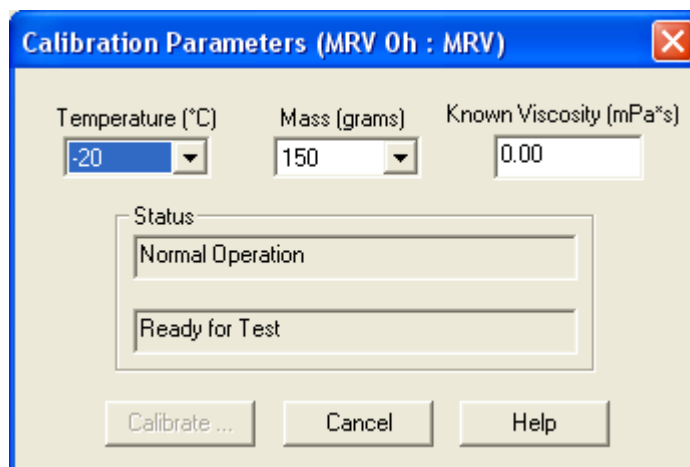 Calibration Parameters (MRV 0h : MRV)
Temperature (°C) Mass (grams) Known Viscosity (mPa*s)
-20 150 0.00
Status
Normal Operation
Ready for Test
Calibrate ... Cancel Help